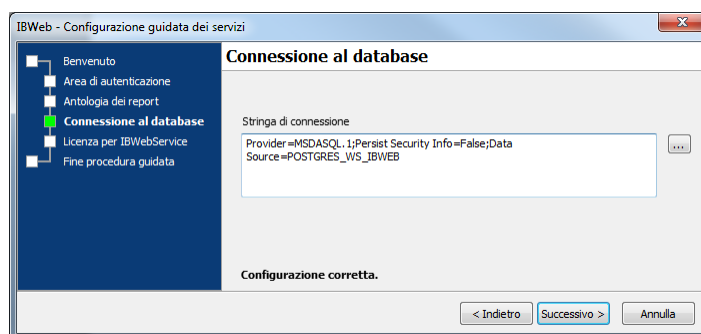 IBWeb - Configurazione guidata dei servizi
Benvenuto
Area di autenticazione
Antologia dei report
Connessione al database
Licenza per IBWebService
Fine procedura guidata
Connessione al database
Stringa di connessione
Provider=MSDASQL.1;Persist Security Info=False;Data
Source=POSTGRES_WS_IBWEB
...
Configurazione corretta.
< Indietro
Successivo >
Annulla